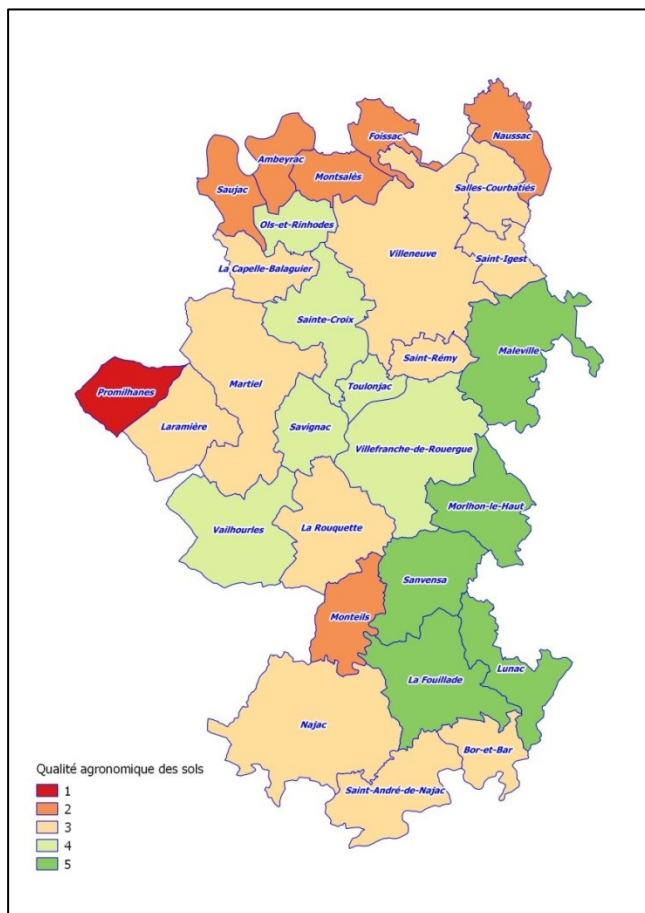 Foissac
Naussac
Ambeyrac
Montsalès
Saujac
Salles-Courbatiés
Ols-et-Rinhodes
Villeneuve
Saint-Igest
La Capelle-Balaguier
Sainte-Croix
Maleville
Saint-Rémy
Martiel
Toulonjac
Promilhanes
Laramière
Savignac
Villefranche-de-Rouergue
Morlhon-le-Haut
La Rouquette
Vailhourles
Sanvensa
Monteils
Lunac
La Fouillade
Najac
Bor-et-Bar
Saint-André-de-Najac
Qualité agronomique des sols
1
2
3
4
5